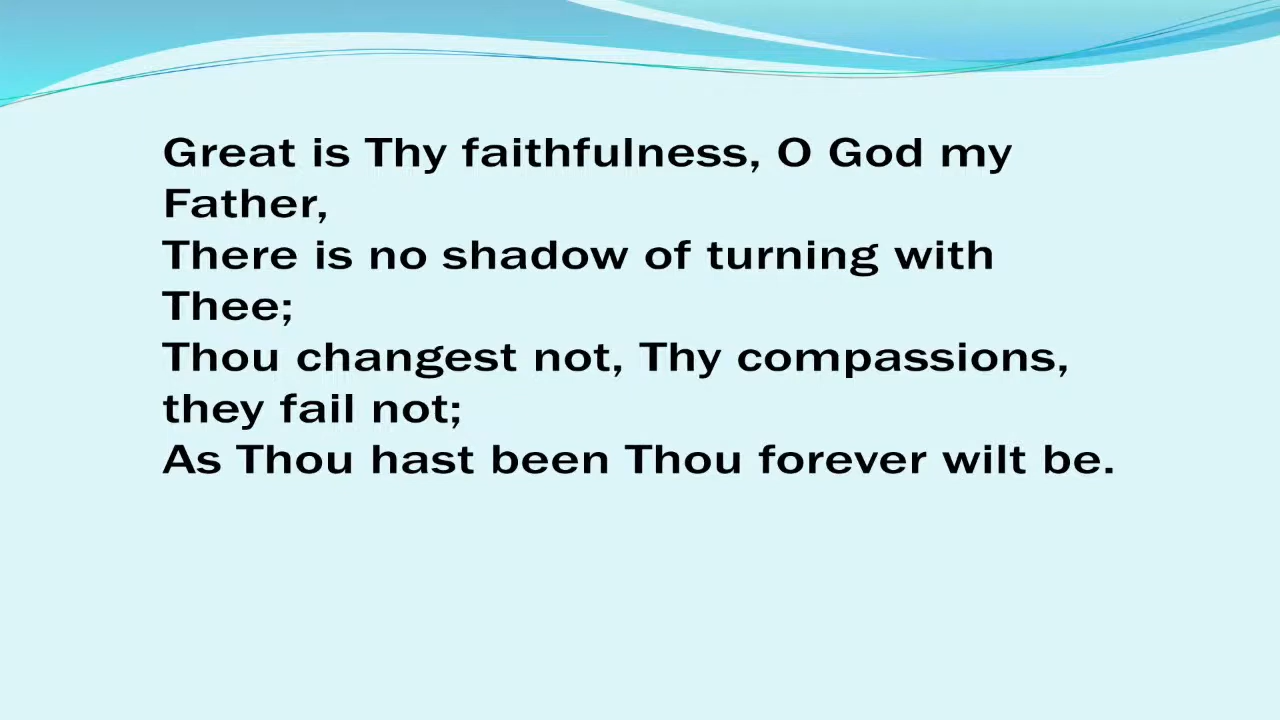 Great is Thy faithfulness, O God my
Father,
There is no shadow of turning with
Thee;
Thou changest not, Thy compassions,
they fail not;
As Thou hast been Thou forever wilt be.